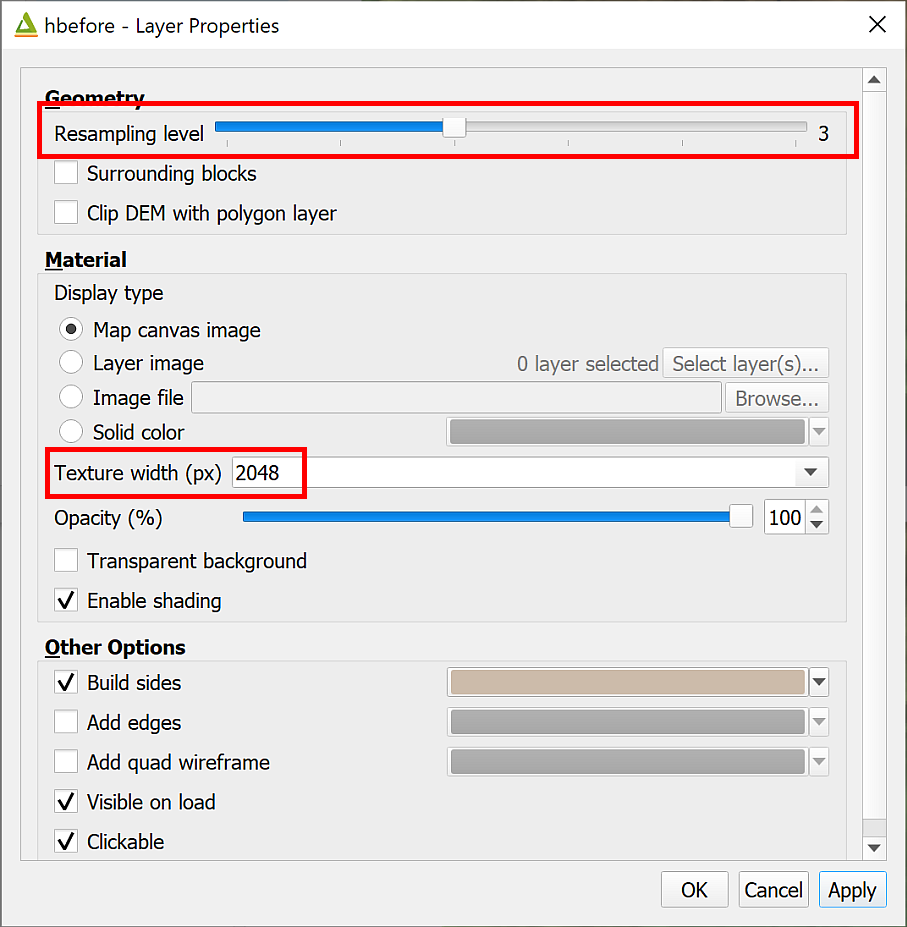 hbefore - Layer Properties
Geometry
Resampling level 3
Surrounding blocks
Clip DEM with polygon layer
Material
Display type
Map canvas image
Layer image 0 layer selected Select layer(s)...
Image file Browse...
Solid color
Texture width (px) 2048
Opacity (%) 100
Transparent background
Enable shading
Other Options
Build sides
Add edges
Add quad wireframe
Visible on load
Clickable
OK Cancel Apply